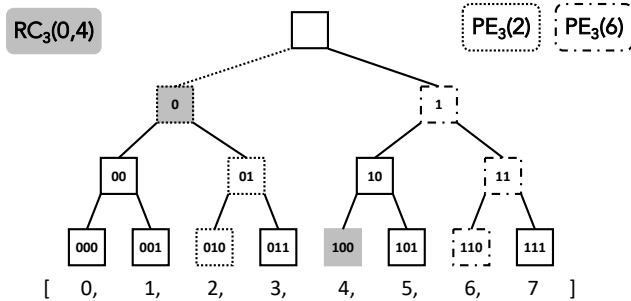 RC₃(0,4) PE₃(2) PE₃(6)
0 1
00 01 10 11
000 001 010 011 100 101 110 111
[ 0, 1, 2, 3, 4, 5, 6, 7 ]